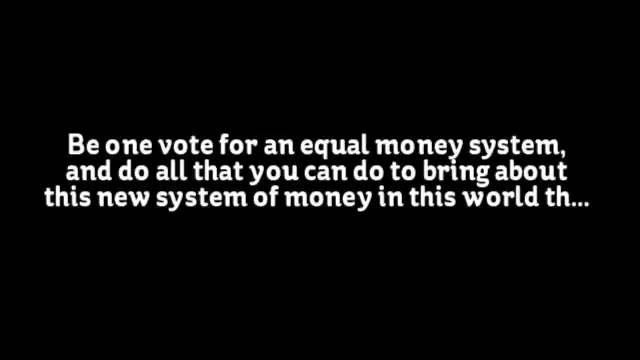 Be one vote for an equal money system,
and do all that you can do to bring about
this new system of money in this world th...